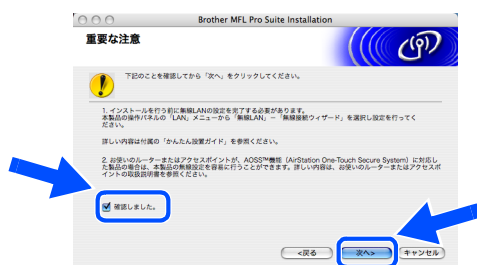 Brother MFL Pro Suite Installation
重要な注意
下記のことを確認してから「次へ」をクリックしてください。
1. インストールを行う前に無線LANの設定を完了する必要があります。
本製品の操作パネルの「LAN」メニューから「無線LAN」－「無線接続ウィザード」を選択し設定を行ってく
ださい。
詳しい内容は付属の「かんたん設置ガイド」を参照ください。
2. お使いのルーターまたはアクセスポイントが、AOSS™機能（AirStation One-Touch Secure System）に対応し
た製品の場合は、本製品の無線設定を容易に行うことができます。詳しい内容は、お使いのルーターまたはアクセスポ
イントの取扱説明書を参照ください。
確認しました。
<戻る
次へ>
キャンセル